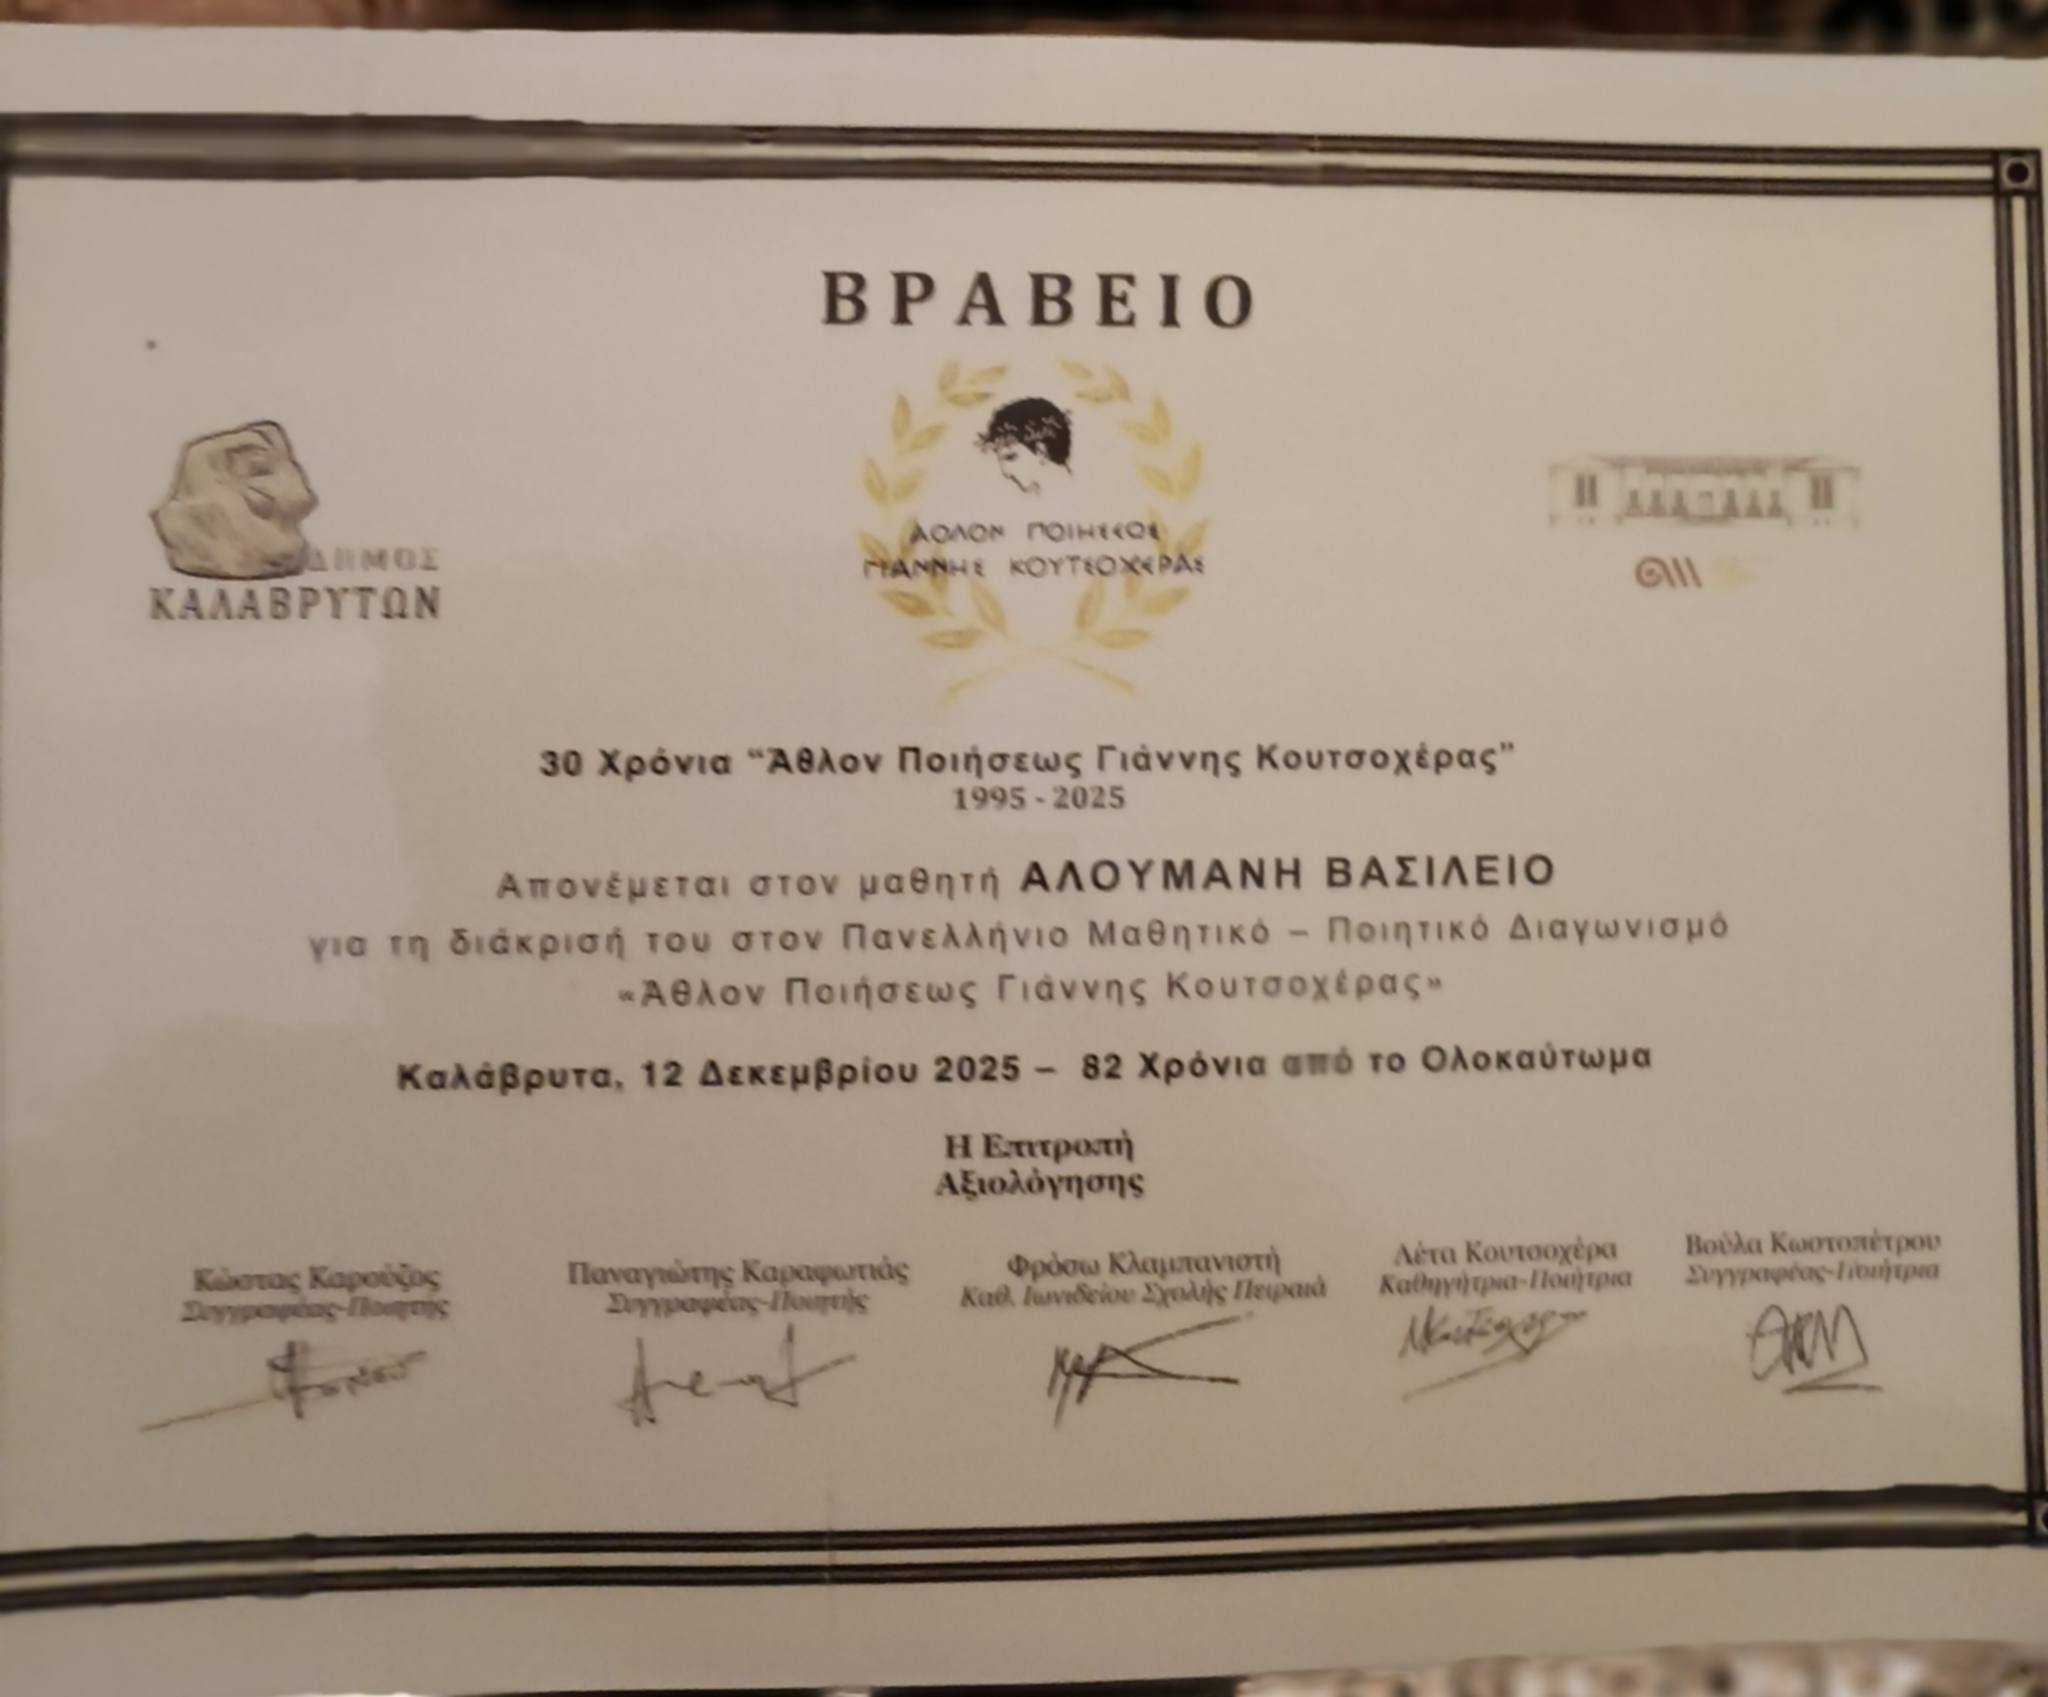 ΒΡΑΒΕΙΟ
ΔΗΜΟΣ
ΚΑΛΑΒΡΥΤΩΝ
ΑΘΛΟΝ ΠΟΙΗΣΕΩΣ
ΓΙΑΝΝΗΣ ΚΟΥΤΣΟΧΕΡΑΣ
30 Χρόνια “Άθλον Ποιήσεως Γιάννης Κουτσοχέρας”
1995 - 2025
Απονέμεται στον μαθητή ΑΛΟΥΜΑΝΗ ΒΑΣΙΛΕΙΟ
για τη διάκρισή του στον Πανελλήνιο Μαθητικό – Ποιητικό Διαγωνισμό
«Άθλον Ποιήσεως Γιάννης Κουτσοχέρας»
Καλάβρυτα, 12 Δεκεμβρίου 2025 – 82 Χρόνια από το Ολοκαύτωμα
Η Επιτροπή
Αξιολόγησης
Κώστας Καρούζος
Συγγραφέας-Ποιητής
Παναγιώτης Καραφωτιάς
Συγγραφέας-Ποιητής
Φρόσω Κλαμπανιστή
Καθ. Ιωνιδείου Σχολής Πειραιά
Λέτα Κουτσοχέρα
Καθηγήτρια-Ποιήτρια
Βούλα Κωστοπέτρου
Συγγραφέας-Ποιήτρια